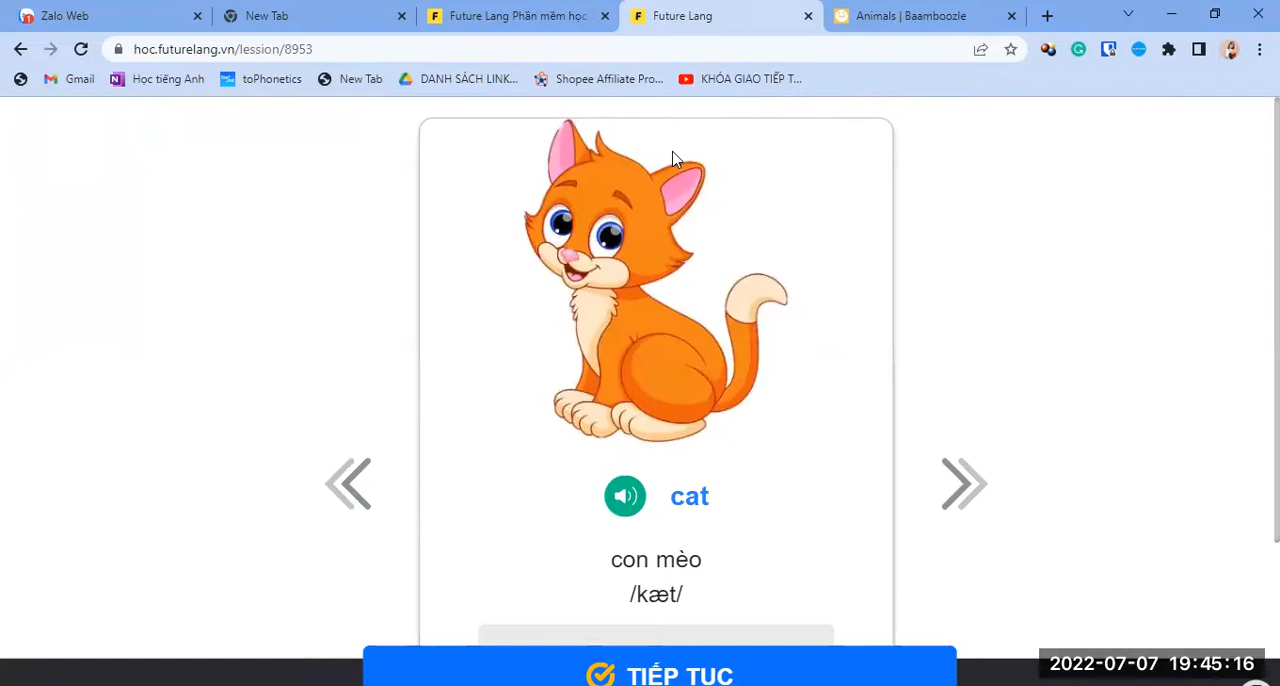 Zalo Web
New Tab
Future Lang Phần mềm học
Future Lang
Animals | Baamboozle
hoc.futurelang.vn/lession/8953
Gmail
Học tiếng Anh
toPhonetics
New Tab
DANH SÁCH LINK...
Shopee Affiliate Pro...
KHÓA GIAO TIẾP T...
cat
con mèo
/kæt/
TIẾP TỤC
2022-07-07 19:45:16